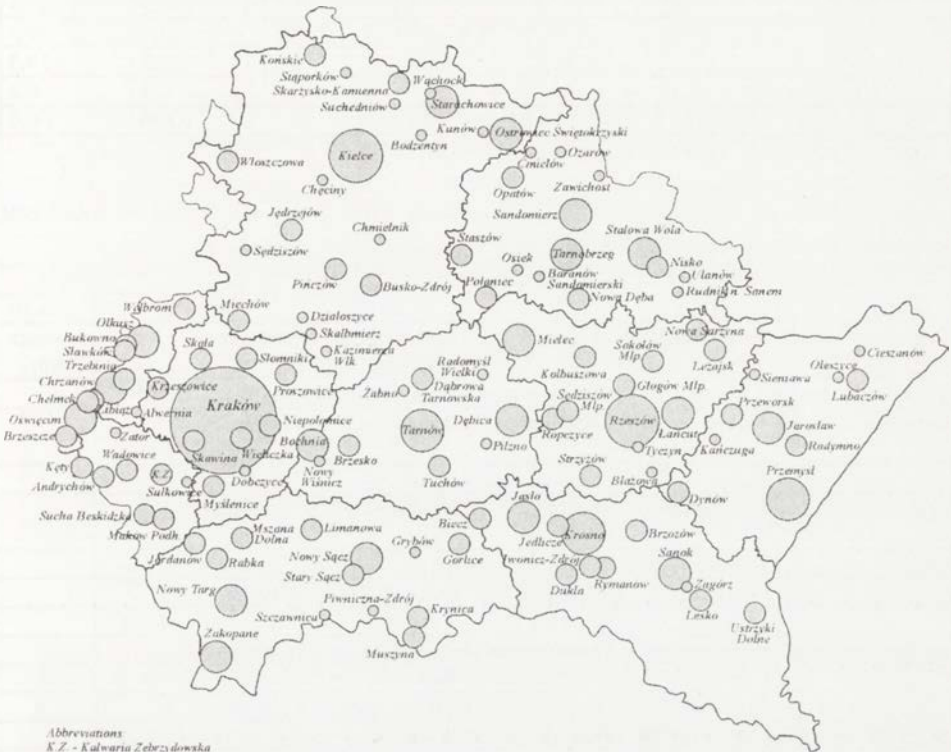 Końskie
Stąporków
Skarżysko-Kamienna
Wąchock
Suchedniów
Starachowice
Kunów
Ostrowiec Świętokrzyski
Bodzentyn
Kielce
Ćmielów
Ożarów
Włoszczowa
Opatów
Zawichost
Chęciny
Sandomierz
Jędrzejów
Chmielnik
Stalowa Wola
Sędziszów
Staszów
Osiek
Tarnobrzeg
Nisko
Pińczów
Baranów
Sandomierski
Ulanów
Busko-Zdrój
Połaniec
Nowa Dęba
Rudnik n. Sanem
Wolbrom
Miechów
Działoszyce
Olkusz
Skalbmierz
Nowa Sarzyna
Bukowno
Skała
Słomniki
Kazimierza
Wlk.
Radomyśl
Wielki
Mielec
Sokołów
Młp.
Leżajsk
Cieszanów
Sławków
Kolbuszowa
Oleszyce
Trzebinia
Proszowice
Sieniawa
Lubaczów
Chrzanów
Krzeszowice
Żabno
Dąbrowa
Tarnowska
Sędziszów
Młp.
Głogów Młp.
Chełmek
Libiąż
Alwernia
Kraków
Niepołomice
Dębica
Rzeszów
Przeworsk
Oświęcim
Bochnia
Tarnów
Ropczyce
Łańcut
Jarosław
Brzeszcze
Zator
Skawina
Wieliczka
Brzesko
Pilzno
Tyczyn
Kańczuga
Radymno
Kęty
Wadowice
K.Z.
Nowy
Wiśnicz
Strzyżów
Błażowa
Przemyśl
Andrychów
Sułkowice
Dobczyce
Tuchów
Myślenice
Dynów
Sucha Beskidzka
Jasło
Maków Podh.
Mszana
Dolna
Limanowa
Biecz
Jedlicze
Krosno
Brzozów
Jordanów
Rabka
Nowy Sącz
Grybów
Gorlice
Iwonicz-Zdrój
Sanok
Stary Sącz
Dukla
Rymanów
Zagórz
Nowy Targ
Piwniczna-Zdrój
Lesko
Szczawnica
Krynica
Ustrzyki
Dolne
Zakopane
Muszyna
Abbreviations
K.Z. - Kalwaria Zebrzydowska